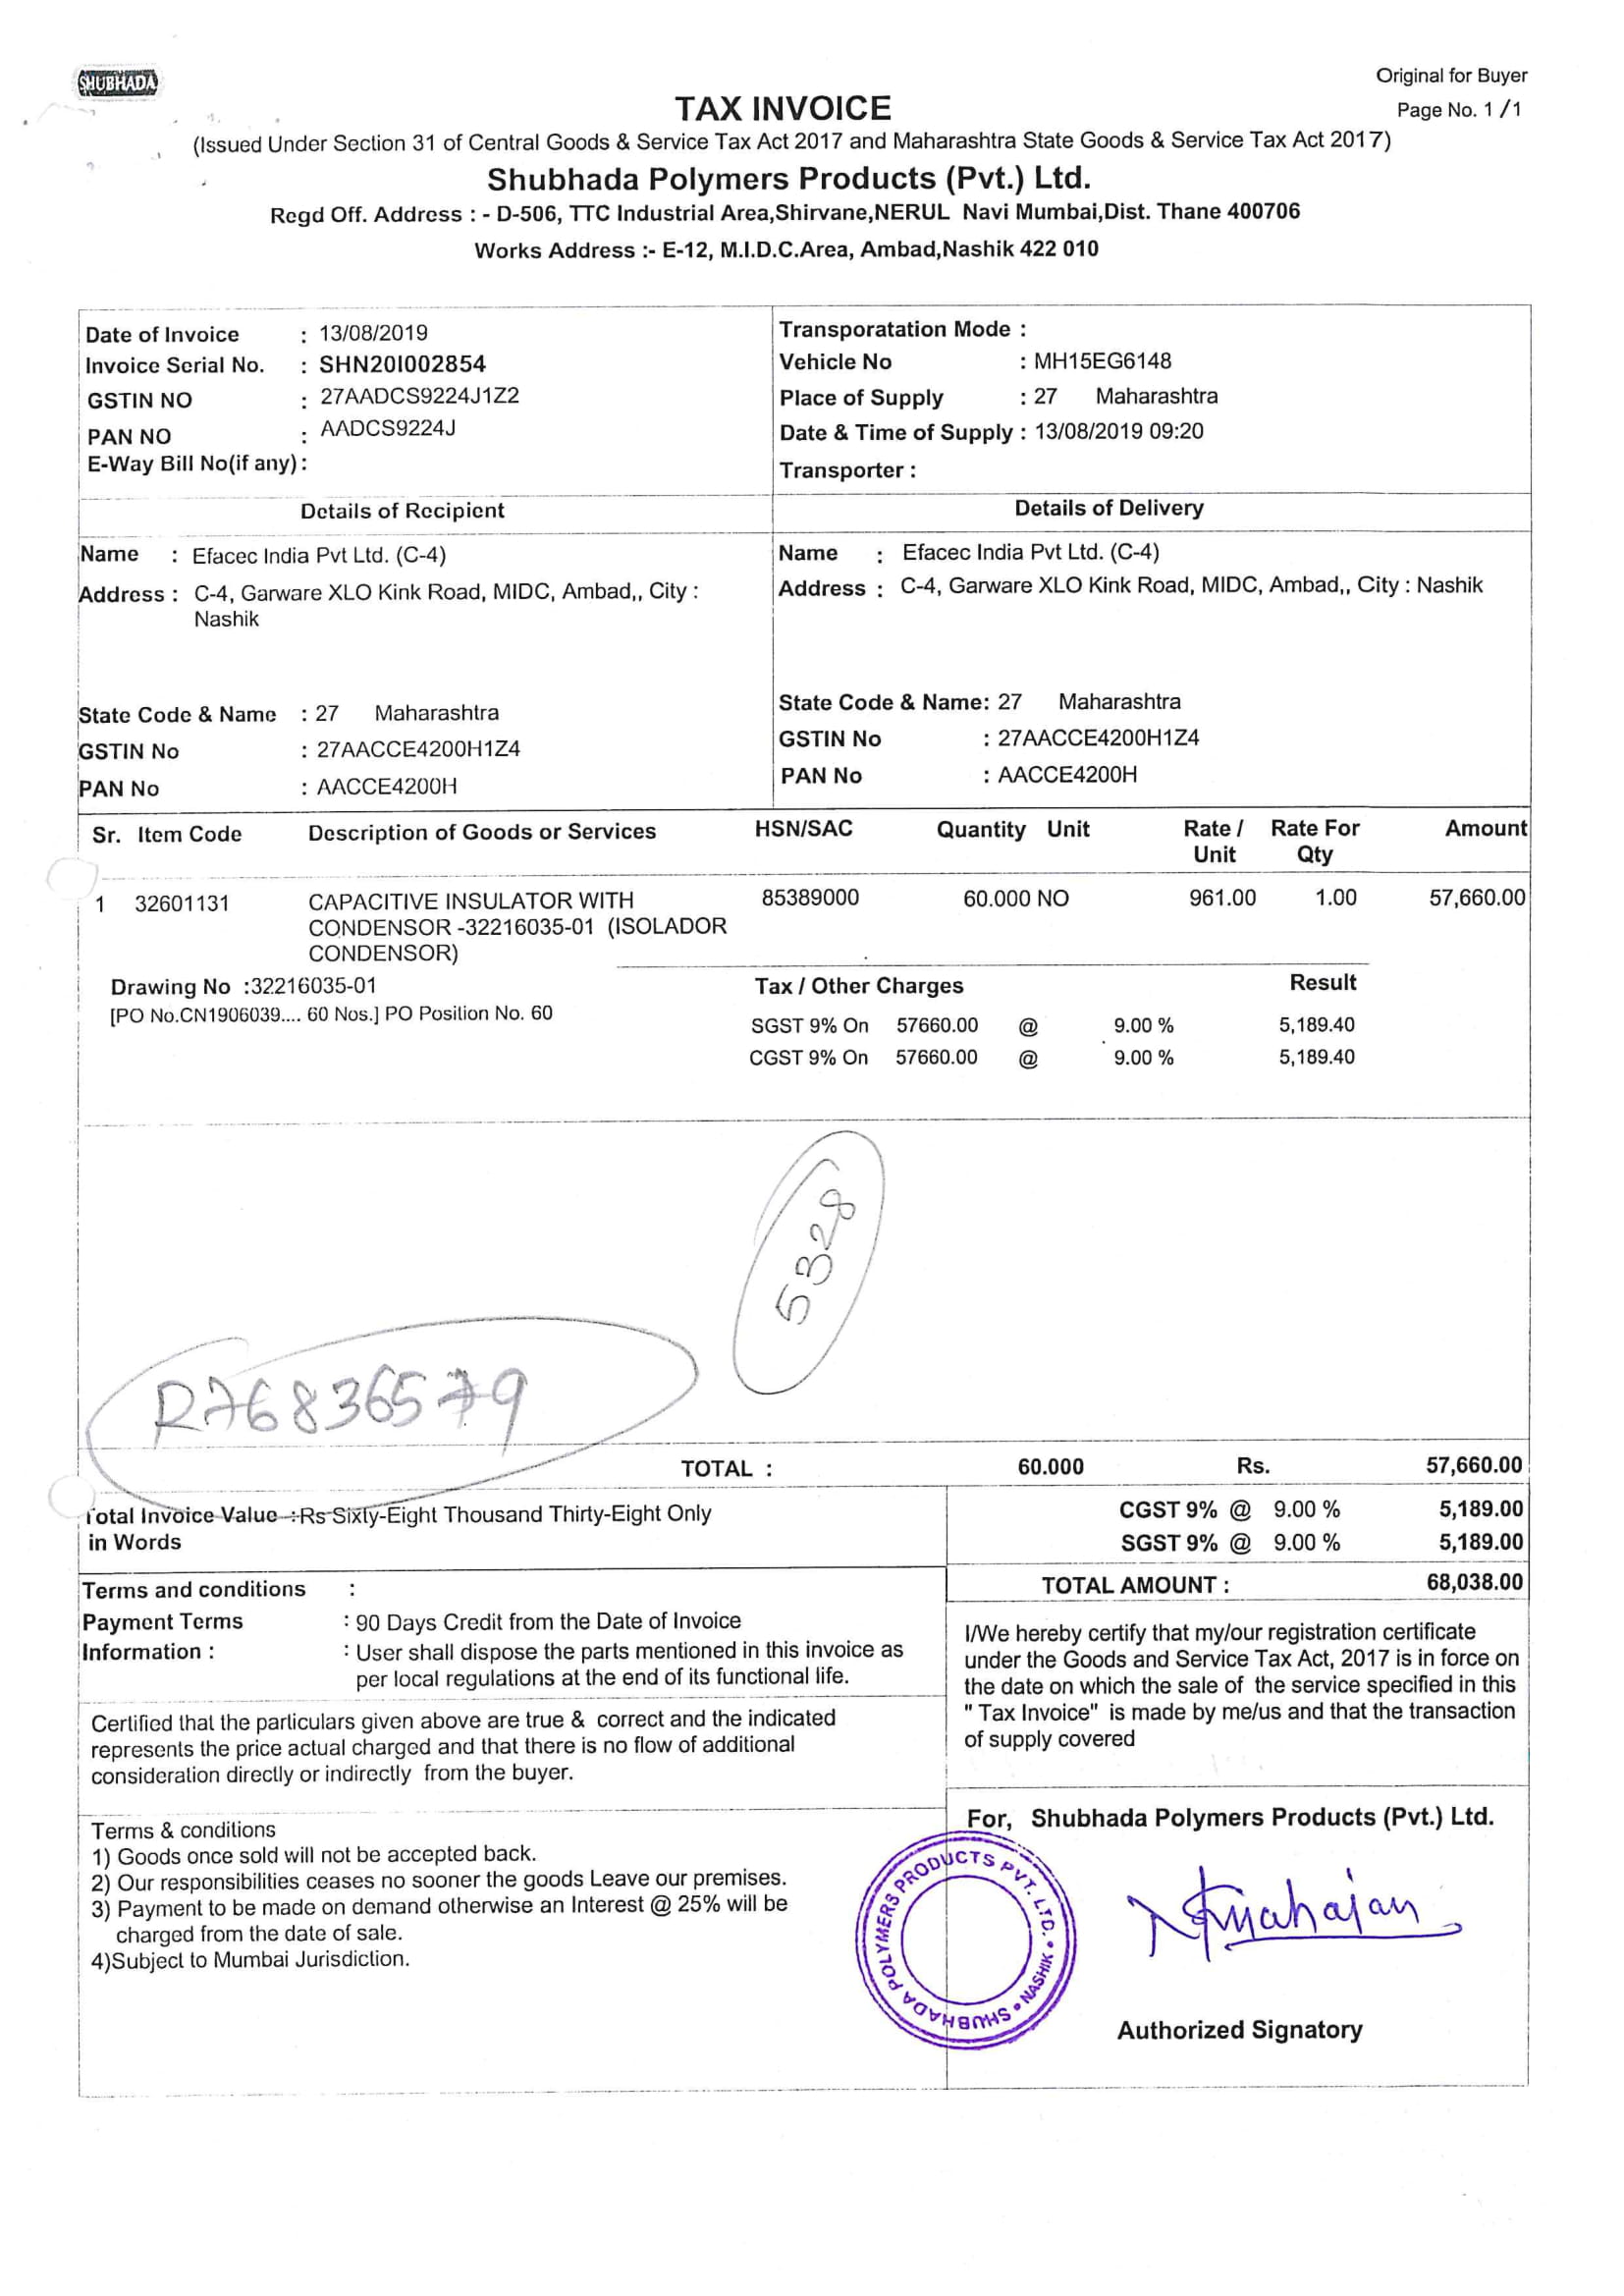 SHUBHADA
Original for Buyer
TAX INVOICE
Page No. 1 /1
(Issued Under Section 31 of Central Goods & Service Tax Act 2017 and Maharashtra State Goods & Service Tax Act 2017)
Shubhada Polymers Products (Pvt.) Ltd.
Regd Off. Address : - D-506, TTC Industrial Area,Shirvane,NERUL Navi Mumbai,Dist. Thane 400706
Works Address :- E-12, M.I.D.C.Area, Ambad,Nashik 422 010
Date of Invoice : 13/08/2019
Invoice Serial No. : SHN20I002854
GSTIN NO : 27AADCS9224J1Z2
PAN NO : AADCS9224J
E-Way Bill No(if any) :
Transporatation Mode :
Vehicle No : MH15EG6148
Place of Supply : 27 Maharashtra
Date & Time of Supply : 13/08/2019 09:20
Transporter :
Details of Recipient
Name : Efacec India Pvt Ltd. (C-4)
Address : C-4, Garware XLO Kink Road, MIDC, Ambad,, City :
Nashik
State Code & Name : 27 Maharashtra
GSTIN No : 27AACCE4200H1Z4
PAN No : AACCE4200H
Details of Delivery
Name : Efacec India Pvt Ltd. (C-4)
Address : C-4, Garware XLO Kink Road, MIDC, Ambad,, City : Nashik
State Code & Name: 27 Maharashtra
GSTIN No : 27AACCE4200H1Z4
PAN No : AACCE4200H
Sr. Item Code Description of Goods or Services HSN/SAC Quantity Unit Rate / Rate For Amount
Unit Qty
1 32601131 CAPACITIVE INSULATOR WITH 85389000 60.000 NO 961.00 1.00 57,660.00
CONDENSOR -32216035-01 (ISOLADOR
CONDENSOR)
Drawing No :32216035-01 Tax / Other Charges Result
[PO No.CN1906039.... 60 Nos.] PO Position No. 60
SGST 9% On 57660.00 @ 9.00 % 5,189.40
CGST 9% On 57660.00 @ 9.00 % 5,189.40
5328
RA6836579
TOTAL : 60.000 Rs. 57,660.00
Total Invoice Value :Rs Sixty-Eight Thousand Thirty-Eight Only
in Words
CGST 9% @ 9.00 % 5,189.00
SGST 9% @ 9.00 % 5,189.00
TOTAL AMOUNT : 68,038.00
Terms and conditions :
Payment Terms : 90 Days Credit from the Date of Invoice
Information : : User shall dispose the parts mentioned in this invoice as
per local regulations at the end of its functional life.
I/We hereby certify that my/our registration certificate
under the Goods and Service Tax Act, 2017 is in force on
the date on which the sale of the service specified in this
" Tax Invoice" is made by me/us and that the transaction
of supply covered
Certified that the particulars given above are true & correct and the indicated
represents the price actual charged and that there is no flow of additional
consideration directly or indirectly from the buyer.
Terms & conditions
1) Goods once sold will not be accepted back.
2) Our responsibilities ceases no sooner the goods Leave our premises.
3) Payment to be made on demand otherwise an Interest @ 25% will be
charged from the date of sale.
4)Subject to Mumbai Jurisdiction.
For, Shubhada Polymers Products (Pvt.) Ltd.
SHUBHADA POLYMERS PRODUCTS PVT. LTD. • NASHIK •
Authorized Signatory